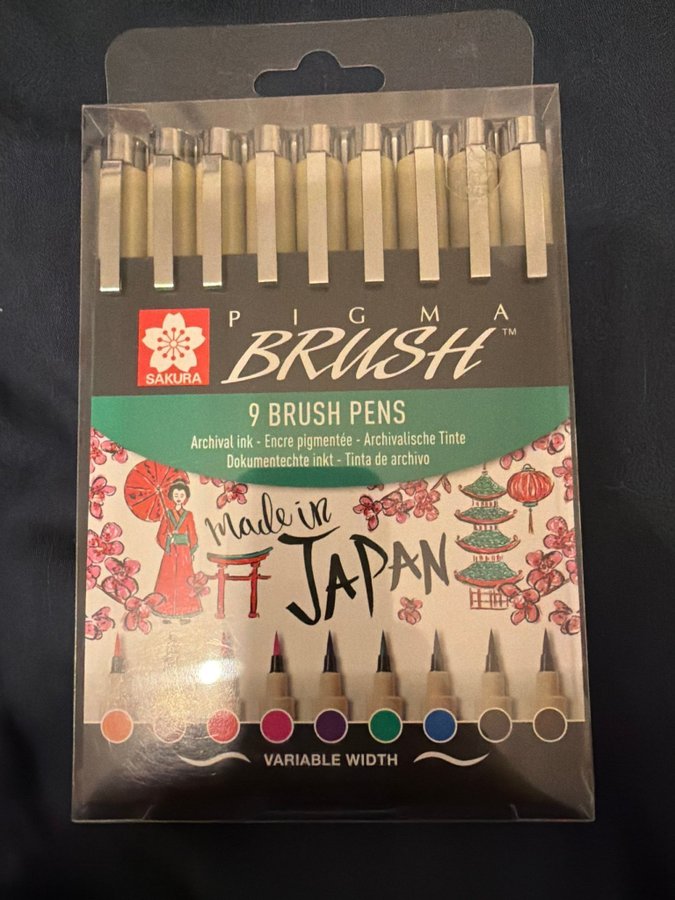 PIGMA
BRUSH™
SAKURA
9 BRUSH PENS
Archival ink - Encre pigmentée - Archivalische Tinte
Dokumentechte inkt - Tinta de archivo
made in
JAPAN
VARIABLE WIDTH